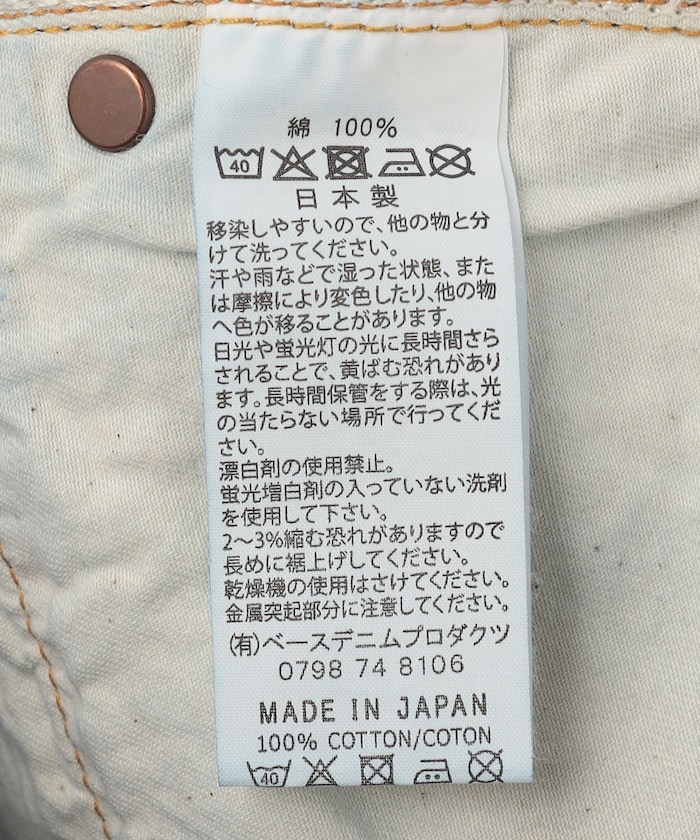 綿 100%
40
日本製
移染しやすいので、他の物と分
けて洗ってください。
汗や雨などで湿った状態、また
は摩擦により変色したり、他の物
へ色が移ることがあります。
日光や蛍光灯の光に長時間さら
されることで、黄ばむ恐れがあり
ます。長時間保管をする際は、光
の当たらない場所で行ってくだ
さい。
漂白剤の使用禁止。
蛍光増白剤の入っていない洗剤
を使用して下さい。
2〜3%縮む恐れがありますので
長めに裾上げしてください。
乾燥機の使用はさけてください。
金属突起部分に注意してください。
(有)ベースデニムプロダクツ
0798 74 8106
MADE IN JAPAN
100% COTTON/COTON
40